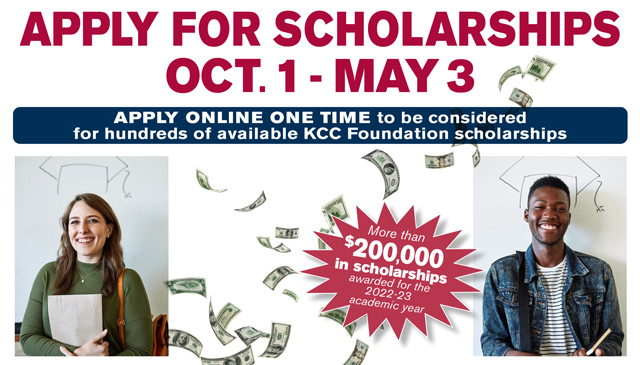 APPLY FOR SCHOLARSHIPS
OCT. 1 - MAY 3
APPLY ONLINE ONE TIME to be considered
for hundreds of available KCC Foundation scholarships
More than
$200,000
in scholarships
awarded for the
2022-23
academic year